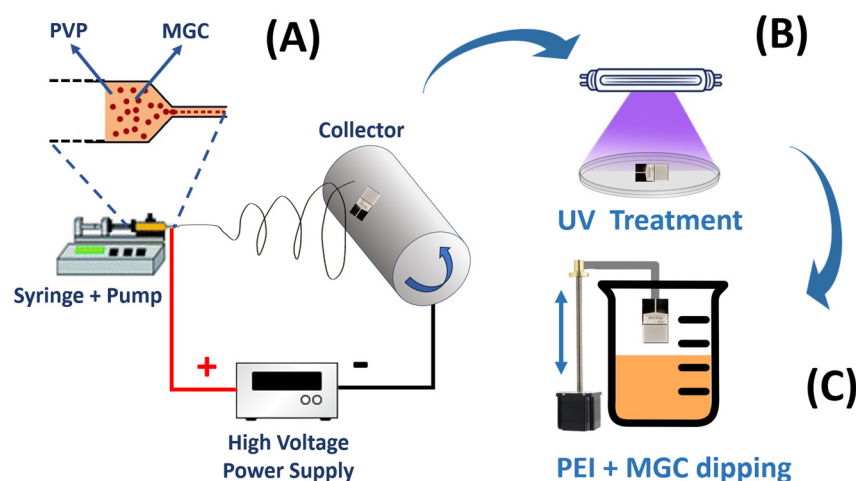 PVP MGC
(A)
Collector
Syringe + Pump
+ -
High Voltage
Power Supply
(B)
UV Treatment
(C)
PEI + MGC dipping